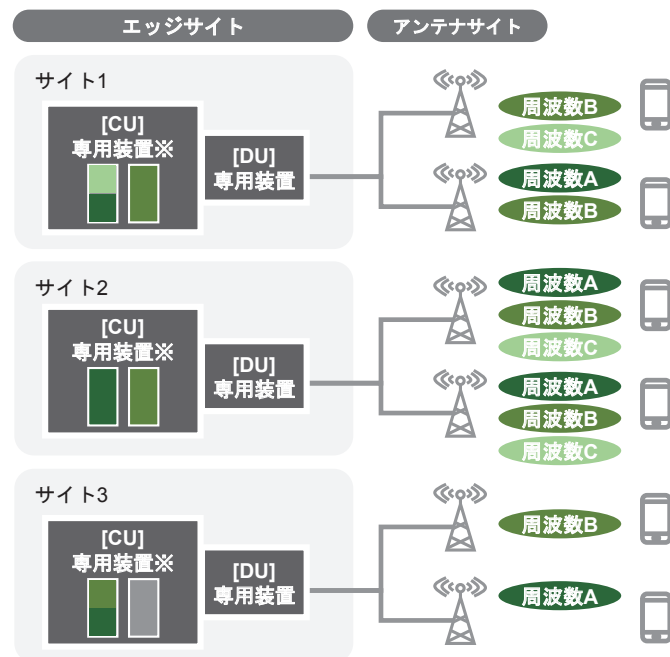 エッジサイト
アンテナサイト
サイト1
[CU]
専用装置※
[DU]
専用装置
周波数B
周波数C
周波数A
周波数B
サイト2
[CU]
専用装置※
[DU]
専用装置
周波数A
周波数B
周波数C
周波数A
周波数B
周波数C
サイト3
[CU]
専用装置※
[DU]
専用装置
周波数B
周波数A